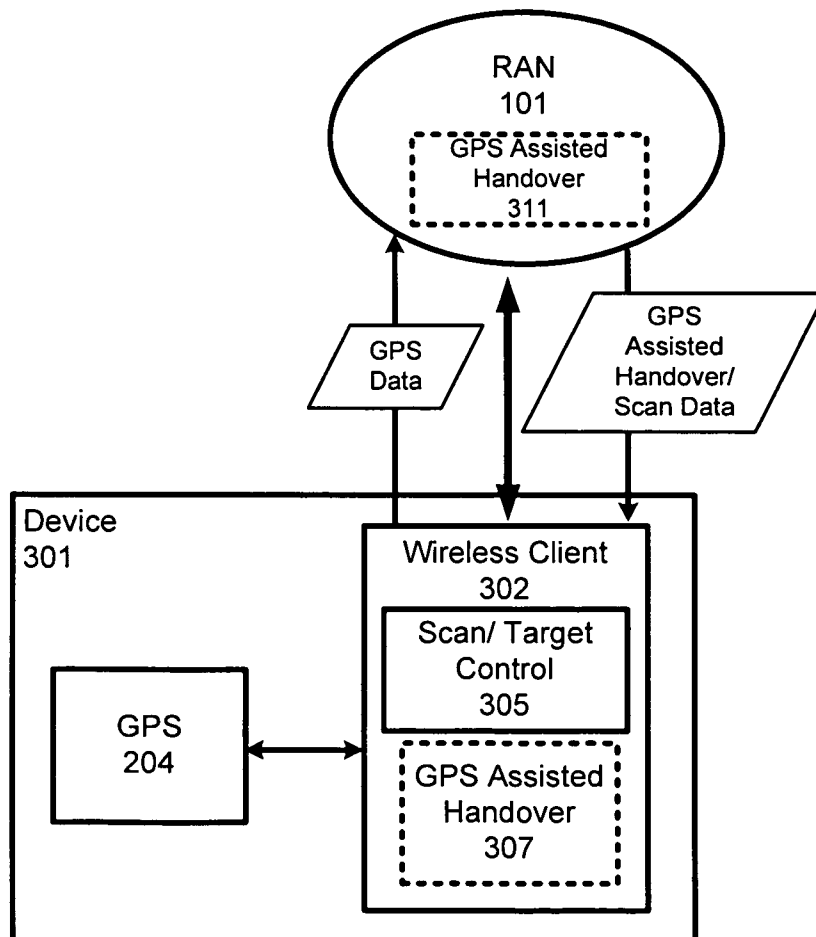 RAN
101
GPS Assisted
Handover
311
GPS
Data
GPS
Assisted
Handover/
Scan Data
Device
301
Wireless Client
302
Scan/ Target
Control
305
GPS
204
GPS Assisted
Handover
307